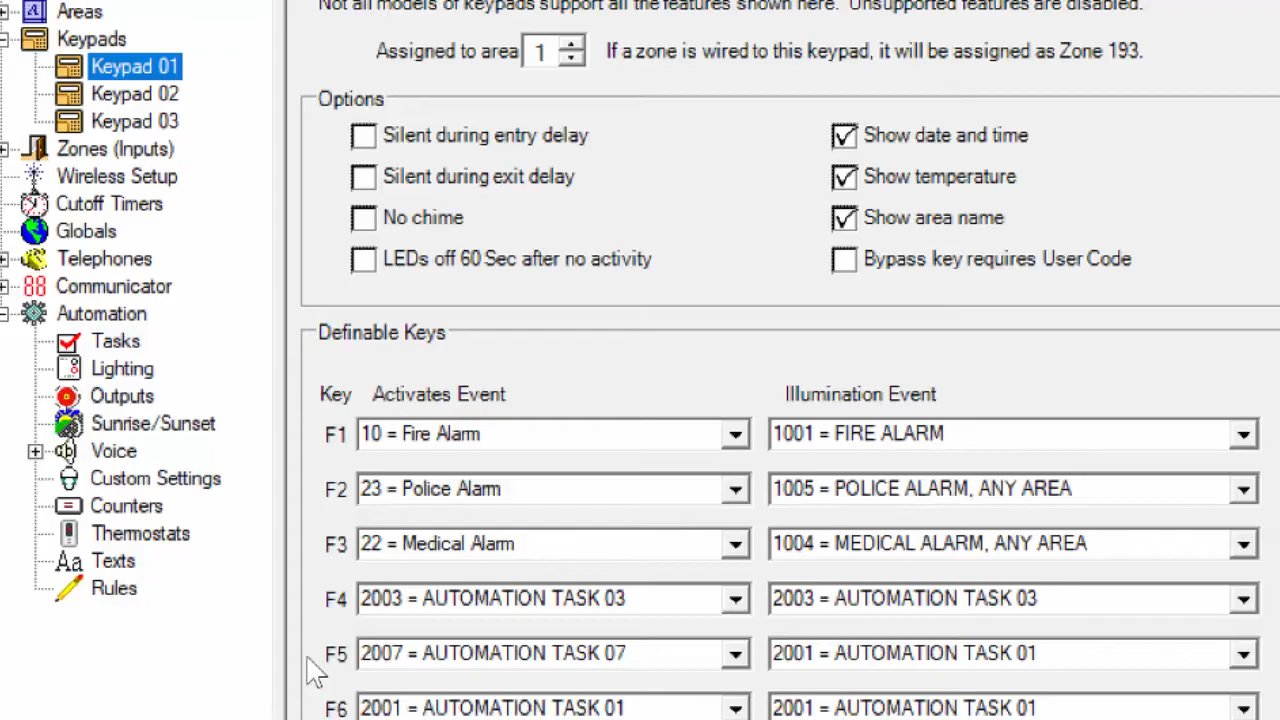 Areas
Keypads
Keypad 01
Keypad 02
Keypad 03
Zones (Inputs)
Wireless Setup
Cutoff Timers
Globals
Telephones
88 Communicator
Automation
Tasks
Lighting
Outputs
Sunrise/Sunset
Voice
Custom Settings
Counters
Thermostats
Aa Texts
Rules
Not all models of keypads support all the features shown here. Unsupported features are disabled.
Assigned to area 1 If a zone is wired to this keypad, it will be assigned as Zone 193.
Options
Silent during entry delay
Silent during exit delay
No chime
LEDs off 60 Sec after no activity
Show date and time
Show temperature
Show area name
Bypass key requires User Code
Definable Keys
Key Activates Event Illumination Event
F1 10 = Fire Alarm 1001 = FIRE ALARM
F2 23 = Police Alarm 1005 = POLICE ALARM, ANY AREA
F3 22 = Medical Alarm 1004 = MEDICAL ALARM, ANY AREA
F4 2003 = AUTOMATION TASK 03 2003 = AUTOMATION TASK 03
F5 2007 = AUTOMATION TASK 07 2001 = AUTOMATION TASK 01
F6 2001 = AUTOMATION TASK 01 2001 = AUTOMATION TASK 01